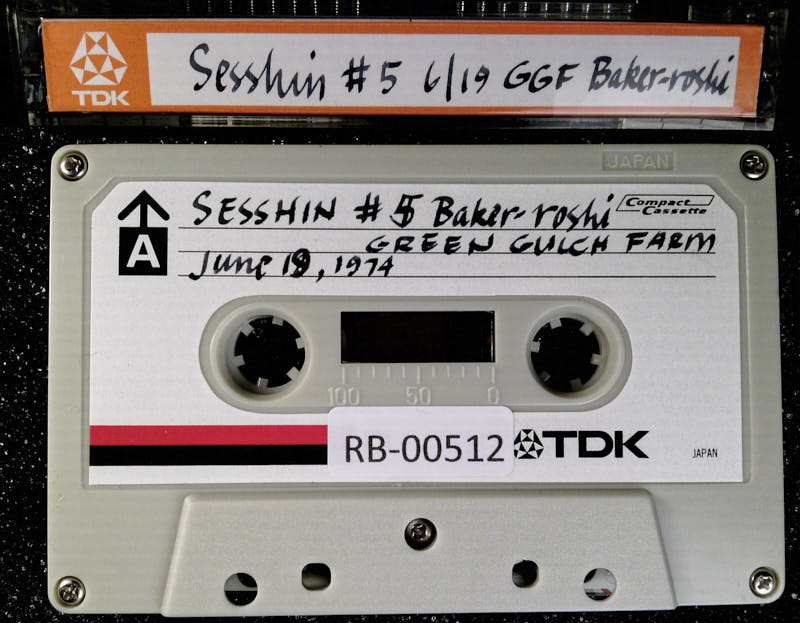 TDK
Sesshin #5 6/19 GGF Baker-roshi
JAPAN
A
SESSHIN #5 Baker-roshi
Compact Cassette
GREEN GULCH FARM
June 19, 1974
100 50 0
RB-00512
TDK
JAPAN